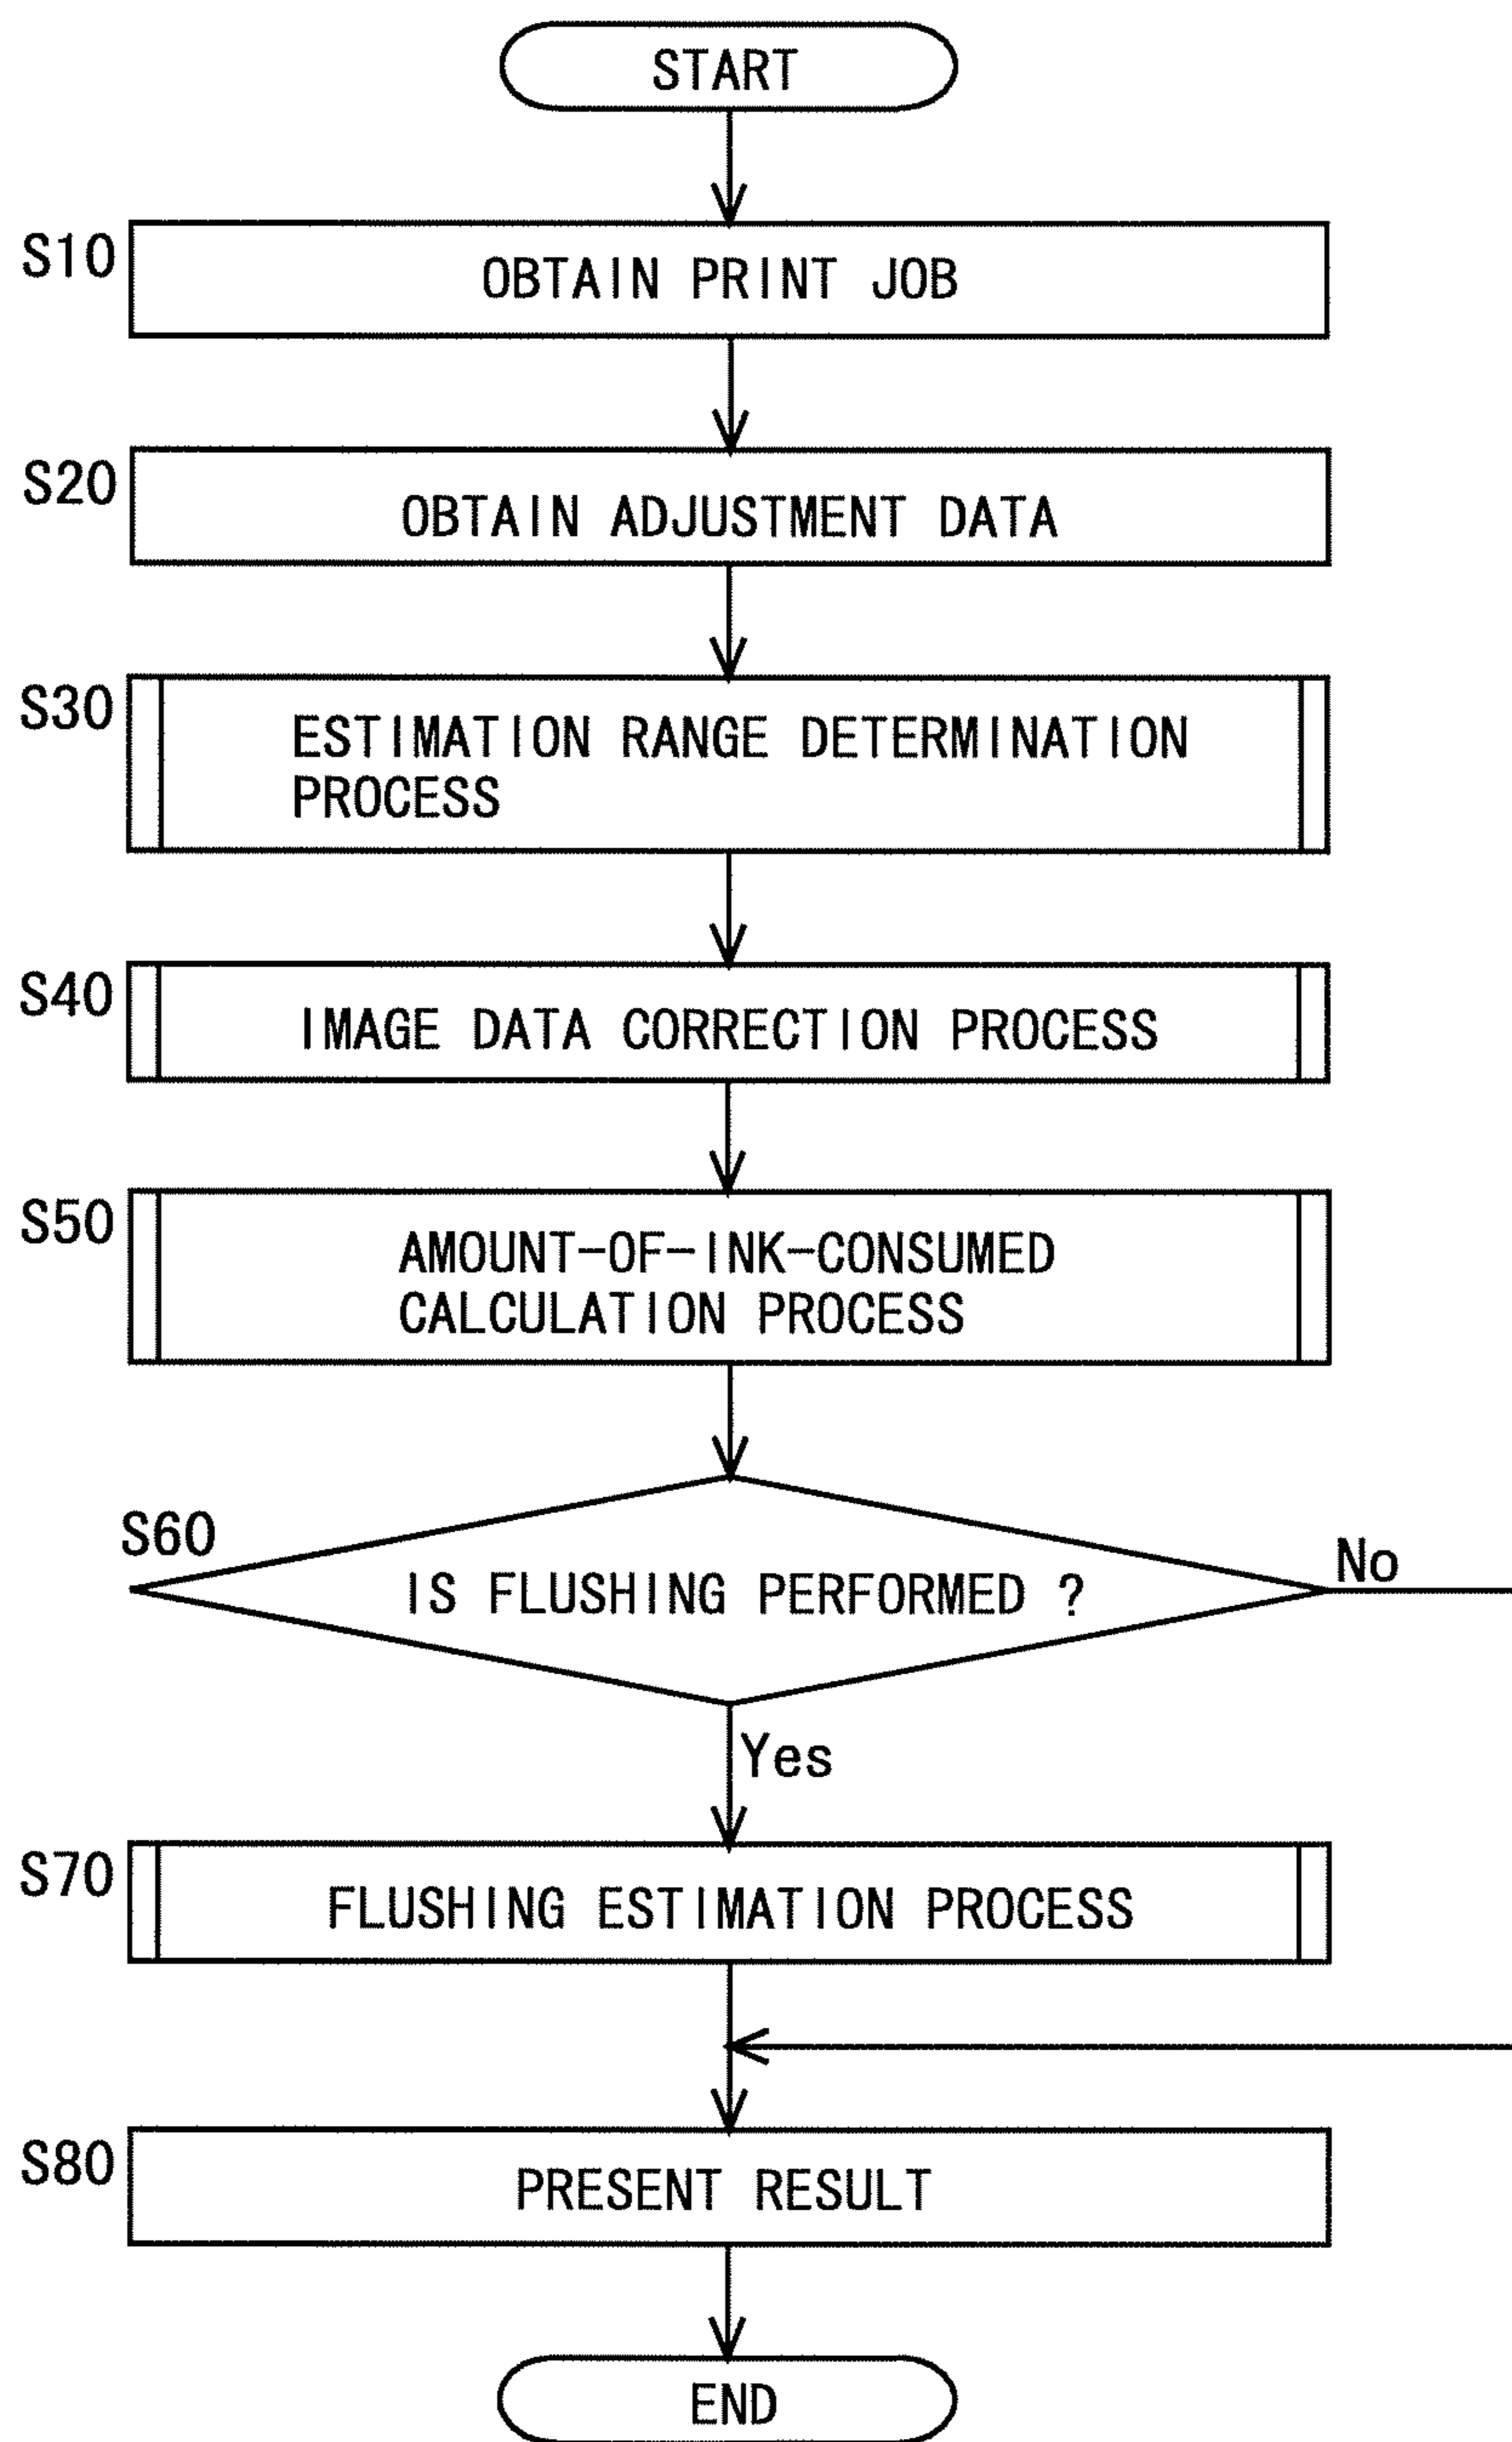 START
S10
OBTAIN PRINT JOB
S20
OBTAIN ADJUSTMENT DATA
S30
ESTIMATION RANGE DETERMINATION
PROCESS
S40
IMAGE DATA CORRECTION PROCESS
S50
AMOUNT-OF-INK-CONSUMED
CALCULATION PROCESS
S60
IS FLUSHING PERFORMED ?
No
Yes
S70
FLUSHING ESTIMATION PROCESS
S80
PRESENT RESULT
END